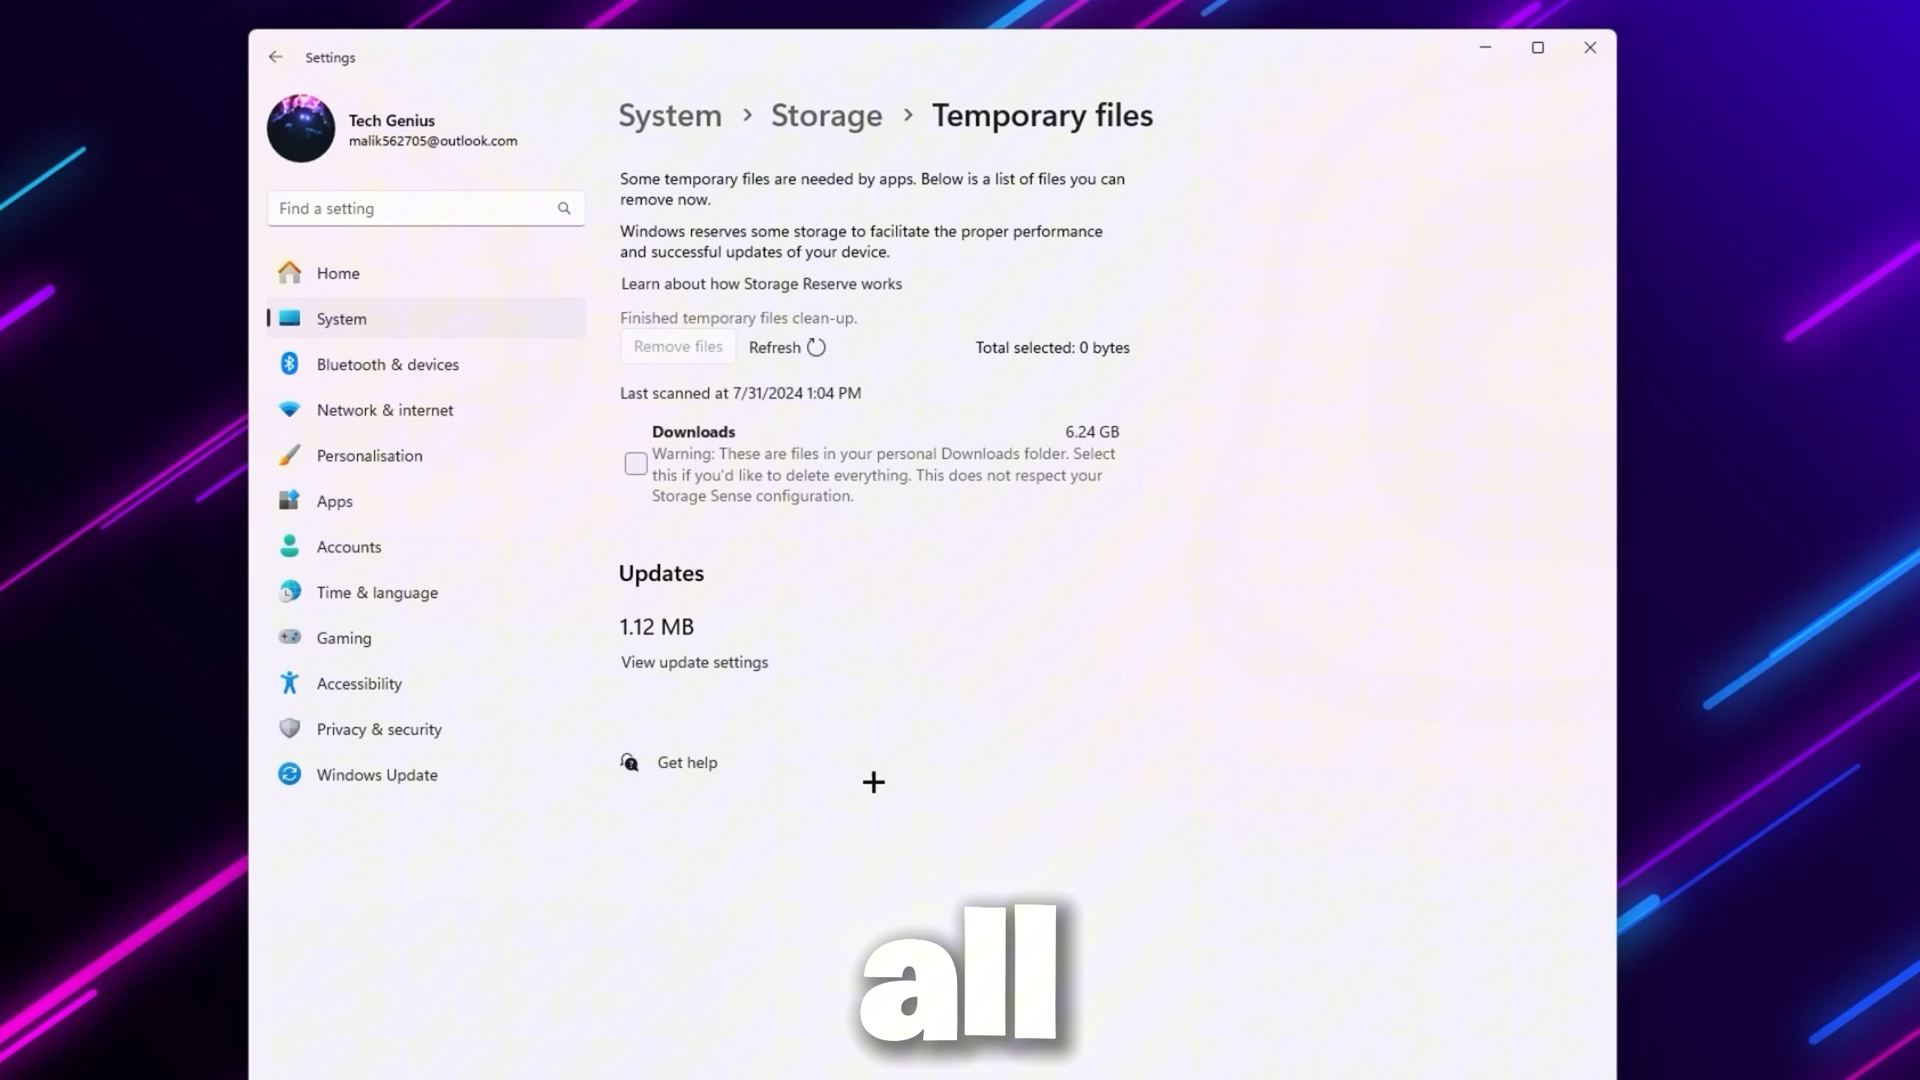 Settings
Tech Genius
malik562705@outlook.com
Find a setting
Home
System
Bluetooth & devices
Network & internet
Personalisation
Apps
Accounts
Time & language
Gaming
Accessibility
Privacy & security
Windows Update
System > Storage > Temporary files
Some temporary files are needed by apps. Below is a list of files you can
remove now.
Windows reserves some storage to facilitate the proper performance
and successful updates of your device.
Learn about how Storage Reserve works
Finished temporary files clean-up.
Remove files Refresh Total selected: 0 bytes
Last scanned at 7/31/2024 1:04 PM
Downloads 6.24 GB
Warning: These are files in your personal Downloads folder. Select
this if you'd like to delete everything. This does not respect your
Storage Sense configuration.
Updates
1.12 MB
View update settings
Get help
all